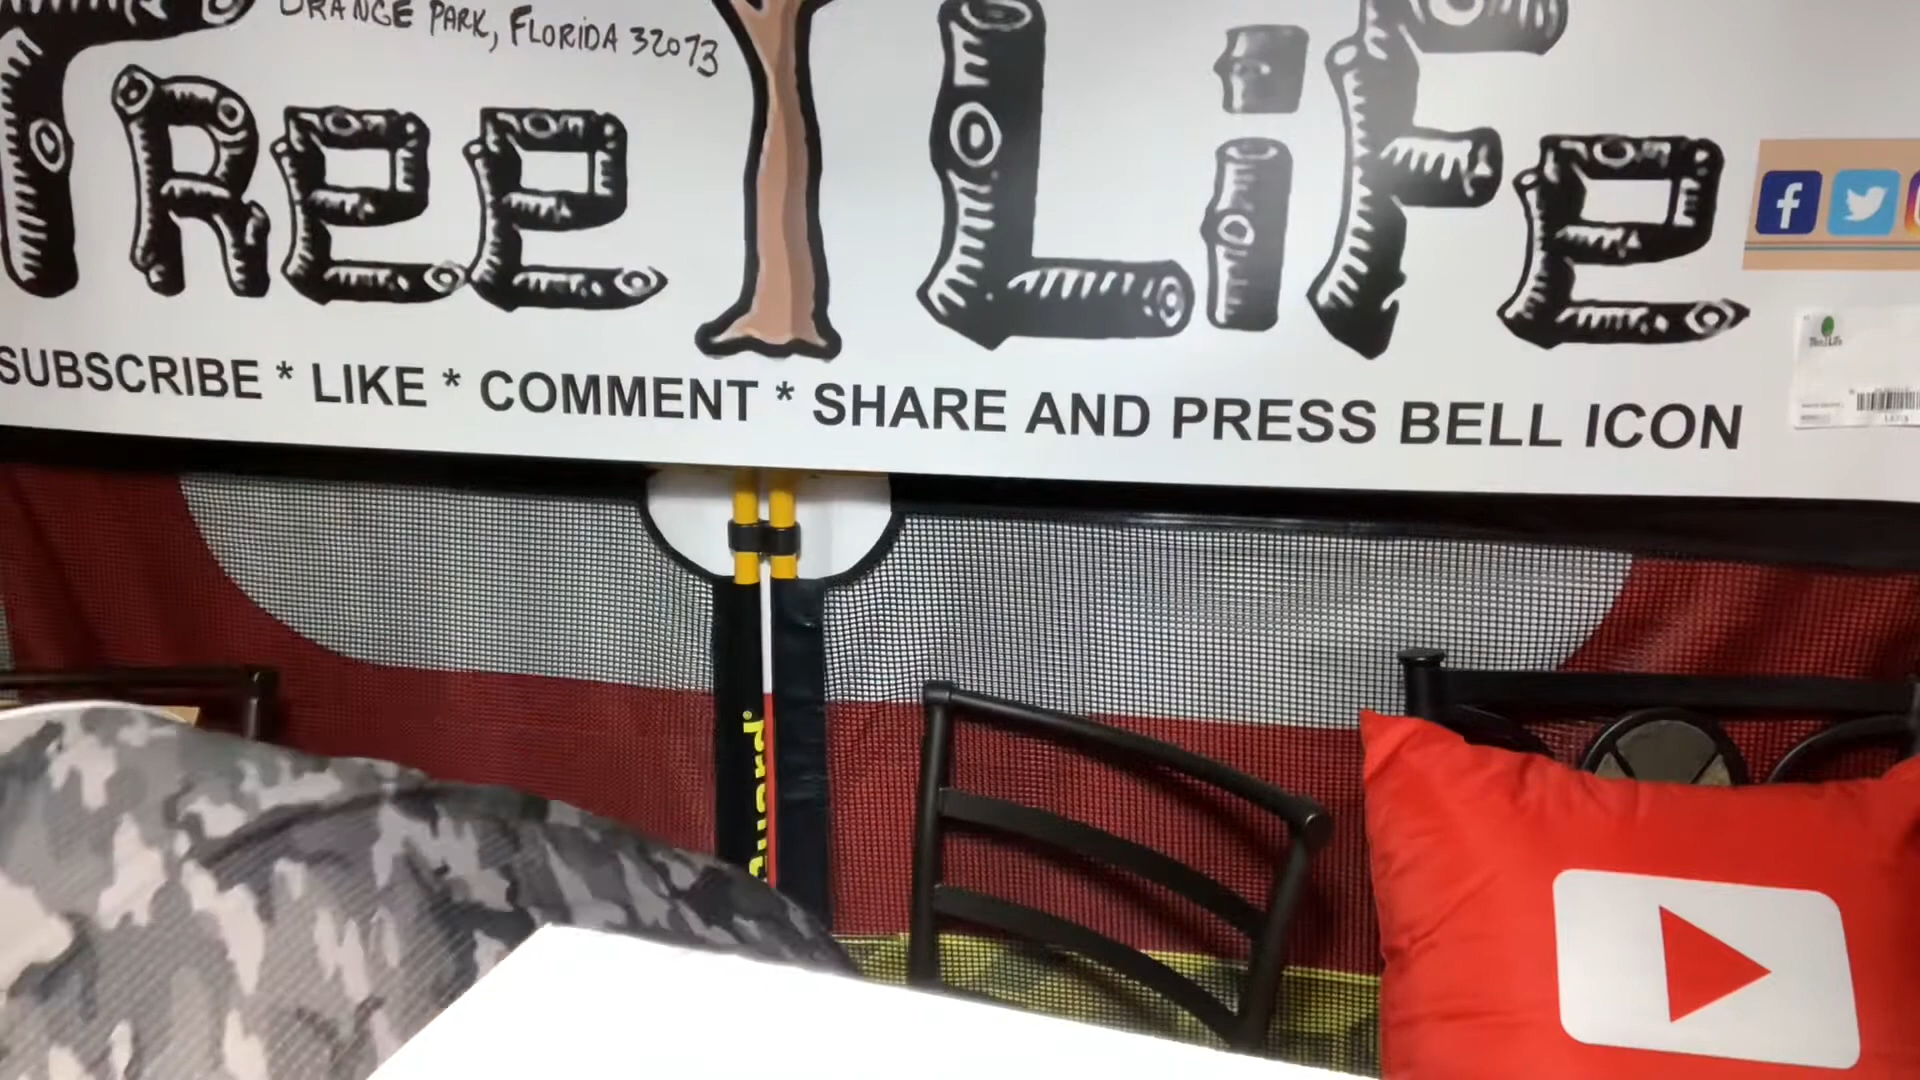 ORANGE PARK, FLORIDA 32073
TREE LiFe
f
SUBSCRIBE * LIKE * COMMENT * SHARE AND PRESS BELL ICON